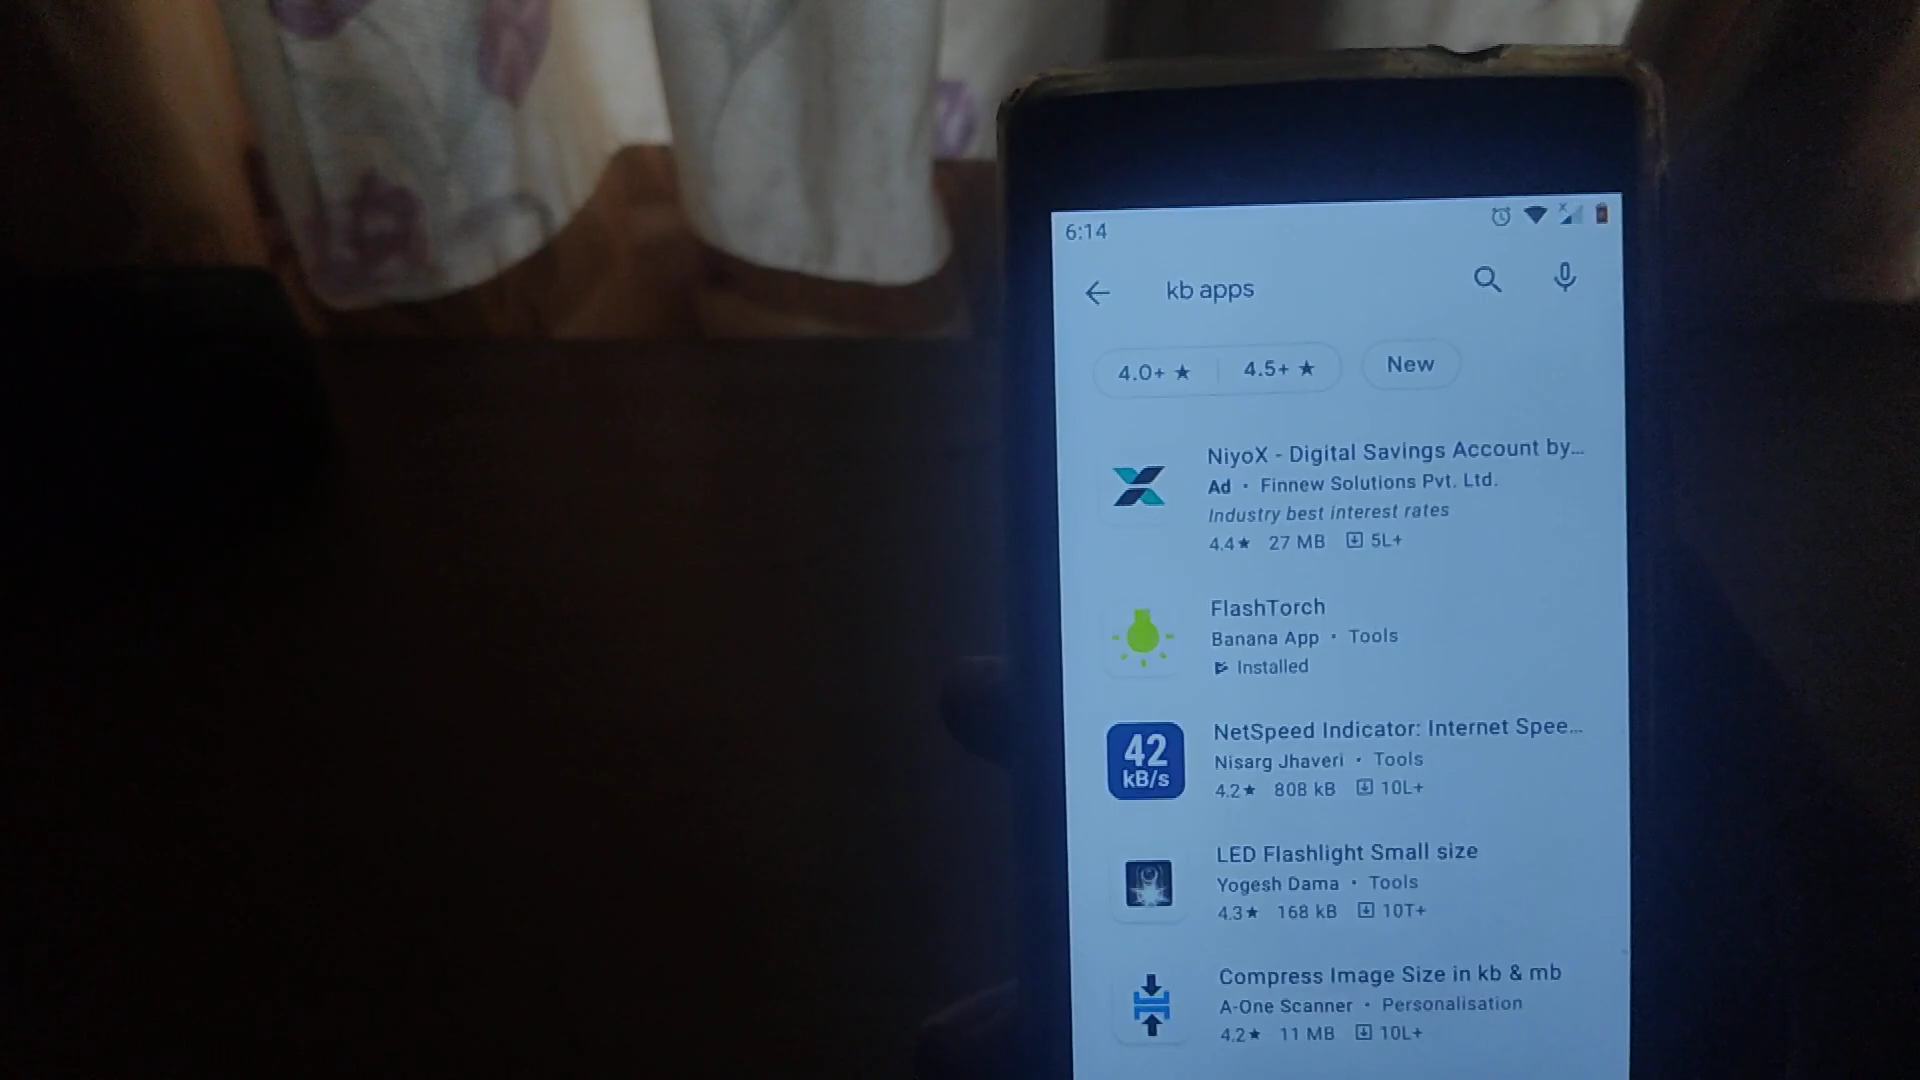 6:14
kb apps
4.0+ ★ 4.5+ ★ New
NiyoX - Digital Savings Account by...
Ad · Finnew Solutions Pvt. Ltd.
Industry best interest rates
4.4★ 27 MB 5L+
FlashTorch
Banana App · Tools
Installed
42
kB/s
NetSpeed Indicator: Internet Spee...
Nisarg Jhaveri · Tools
4.2★ 808 kB 10L+
LED Flashlight Small size
Yogesh Dama · Tools
4.3★ 168 kB 10T+
Compress Image Size in kb & mb
A-One Scanner · Personalisation
4.2★ 11 MB 10L+